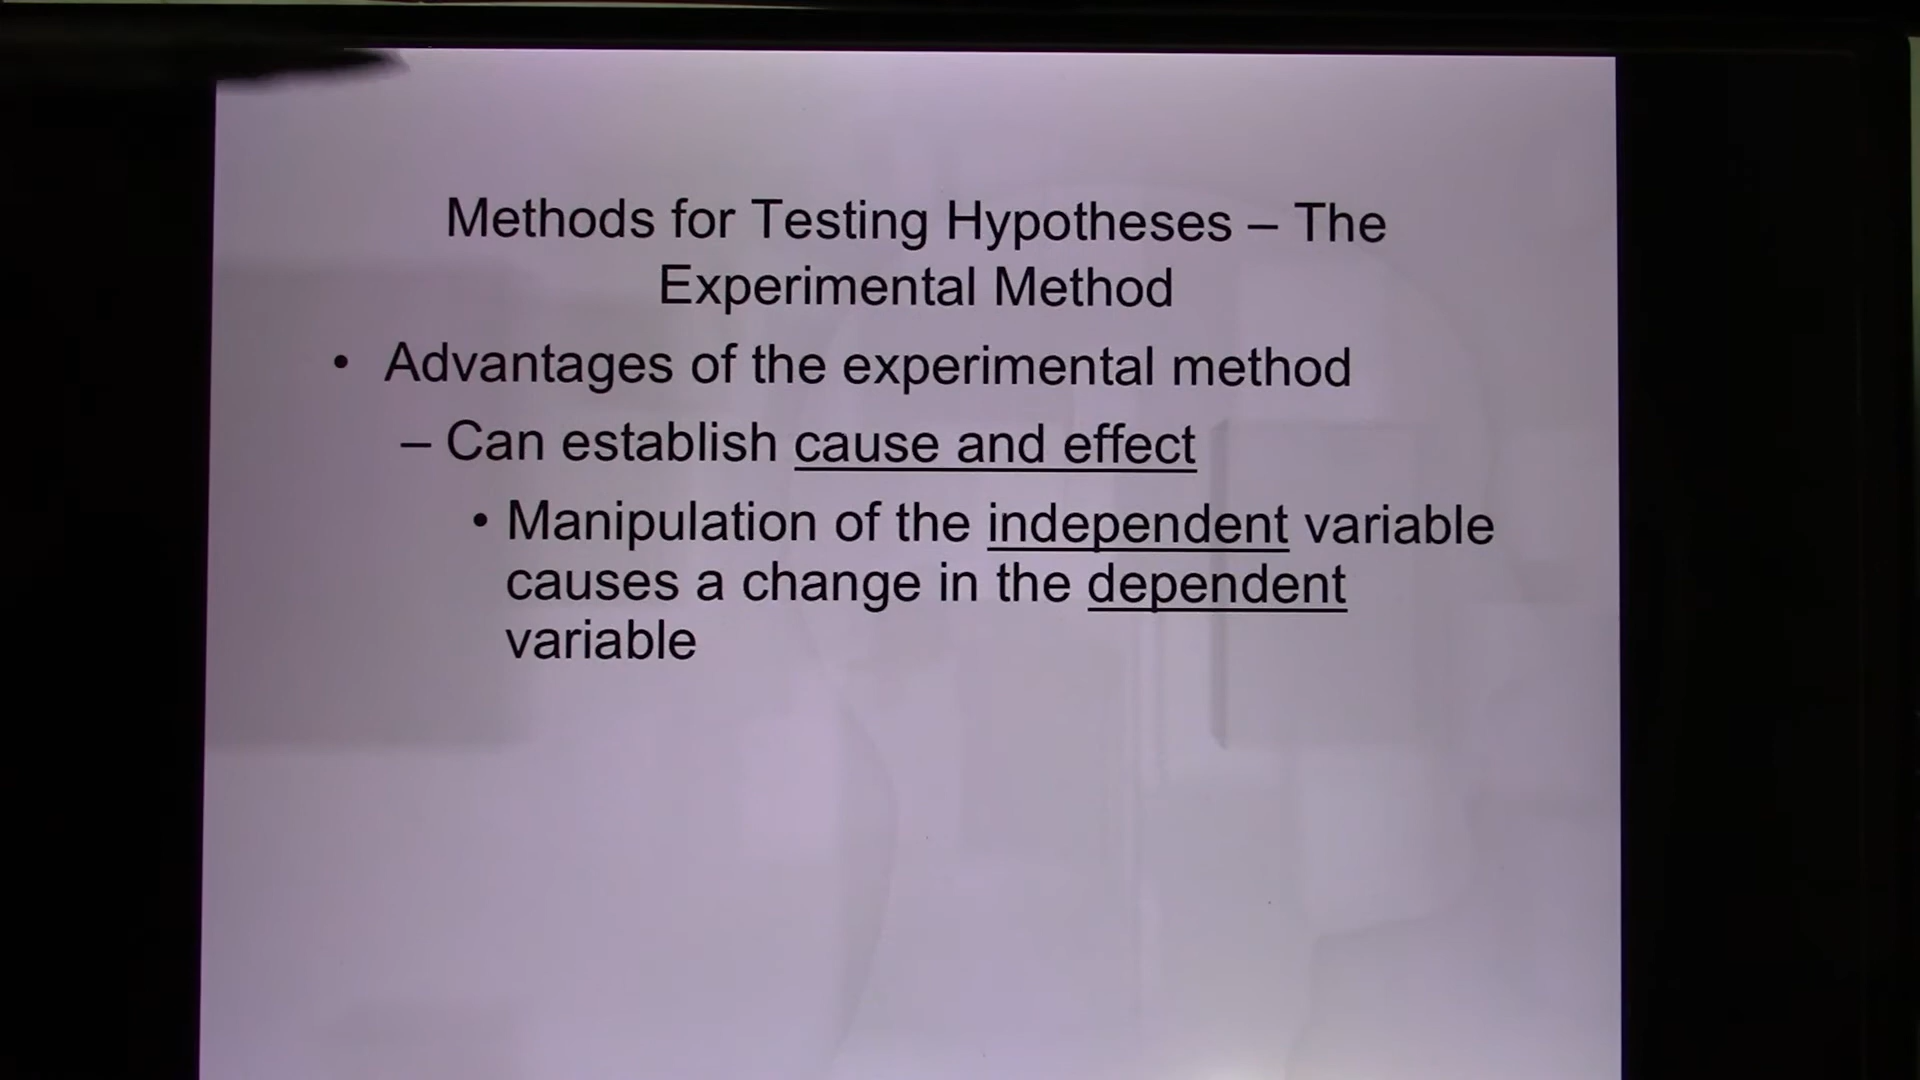 Methods for Testing Hypotheses – The
Experimental Method
• Advantages of the experimental method
– Can establish cause and effect
• Manipulation of the independent variable
causes a change in the dependent
variable